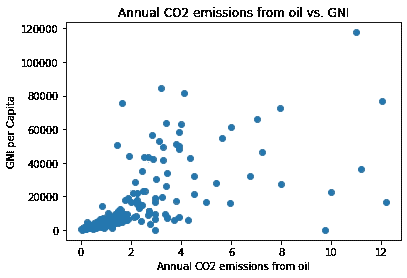 Annual CO2 emissions from oil vs. GNI
120000
100000
80000
60000
40000
20000
0
GNI per Capita
0 2 4 6 8 10 12
Annual CO2 emissions from oil